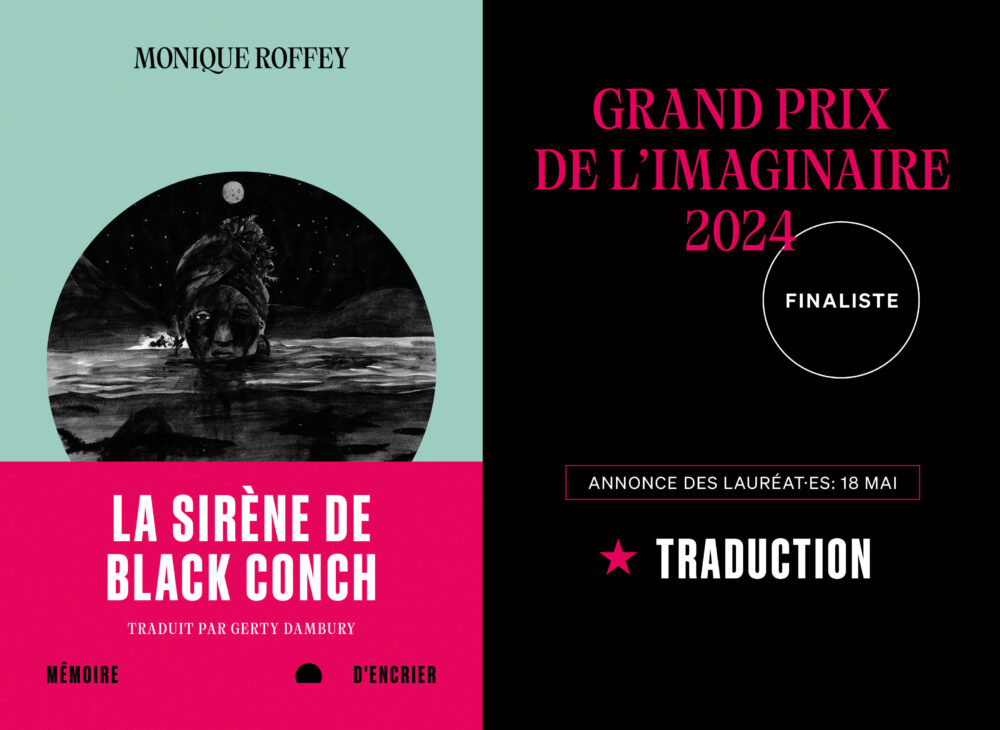 MONIQUE ROFFEY
LA SIRÈNE DE
BLACK CONCH
TRADUIT PAR GERTY DAMBURY
MÉMOIRE D'ENCRIER
GRAND PRIX
DE L'IMAGINAIRE
2024
FINALISTE
ANNONCE DES LAURÉAT·ES: 18 MAI
TRADUCTION